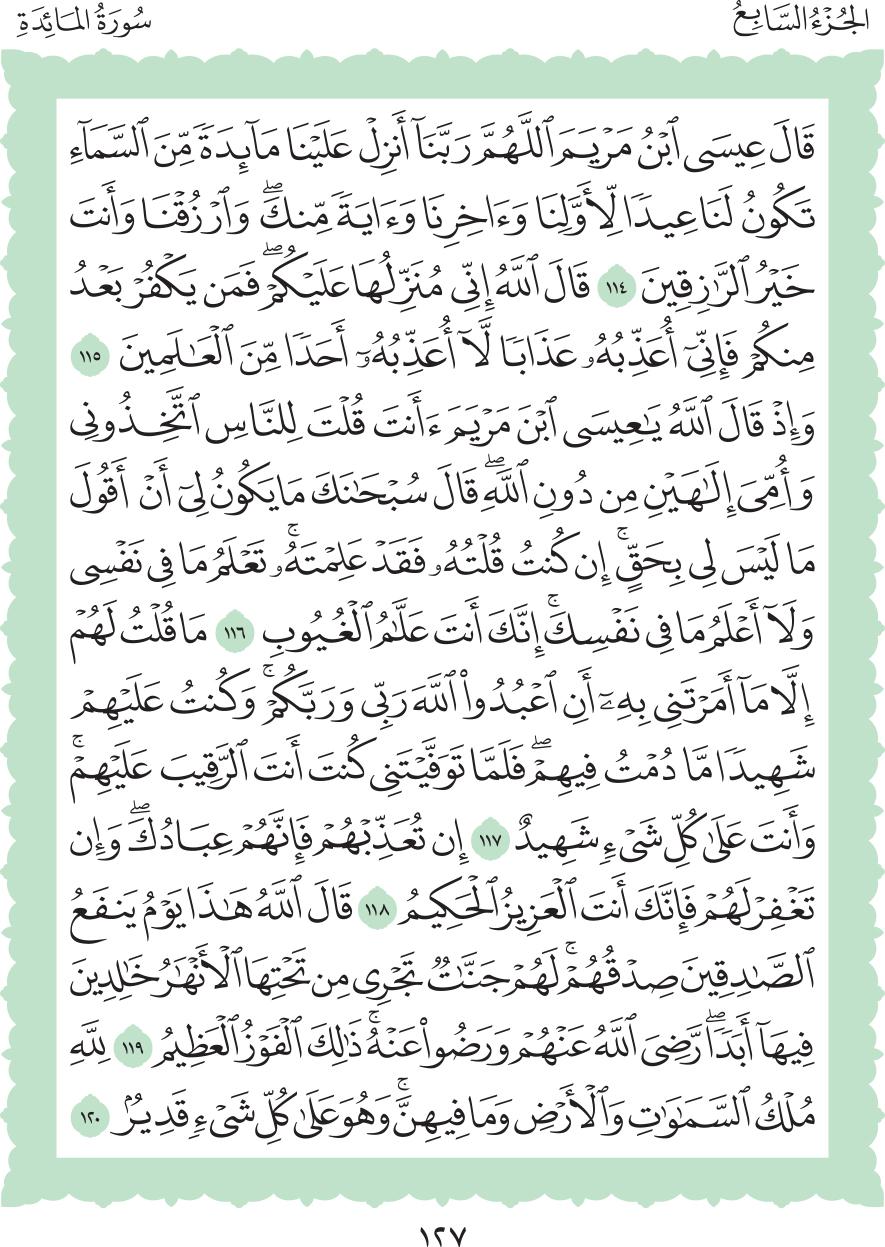 الجُزْءُ السَّابِعُ
سُورَةُ المَائِدَةِ
قَالَ عِيسَى ٱبْنُ مَرْيَمَ ٱللَّهُمَّ رَبَّنَآ أَنزِلْ عَلَيْنَا مَآئِدَةً مِّنَ ٱلسَّمَآءِ
تَكُونُ لَنَا عِيدًا لِّأَوَّلِنَا وَءَاخِرِنَا وَءَايَةً مِّنكَۖ وَٱرْزُقْنَا وَأَنتَ
خَيْرُ ٱلرَّٰزِقِينَ ١١٤ قَالَ ٱللَّهُ إِنِّى مُنَزِّلُهَا عَلَيْكُمْۖ فَمَن يَكْفُرْ بَعْدُ
مِنكُمْ فَإِنِّىٓ أُعَذِّبُهُۥ عَذَابًا لَّآ أُعَذِّبُهُۥٓ أَحَدًا مِّنَ ٱلْعَٰلَمِينَ ١١٥
وَإِذْ قَالَ ٱللَّهُ يَٰعِيسَى ٱبْنَ مَرْيَمَ ءَأَنتَ قُلْتَ لِلنَّاسِ ٱتَّخِذُونِى
وَأُمِّىَ إِلَٰهَيْنِ مِن دُونِ ٱللَّهِۖ قَالَ سُبْحَٰنَكَ مَا يَكُونُ لِىٓ أَنْ أَقُولَ
مَا لَيْسَ لِى بِحَقٍّۚ إِن كُنتُ قُلْتُهُۥ فَقَدْ عَلِمْتَهُۥۚ تَعْلَمُ مَا فِى نَفْسِى
وَلَآ أَعْلَمُ مَا فِى نَفْسِكَۚ إِنَّكَ أَنتَ عَلَّٰمُ ٱلْغُيُوبِ ١١٦ مَا قُلْتُ لَهُمْ
إِلَّا مَآ أَمَرْتَنِى بِهِۦٓ أَنِ ٱعْبُدُوا۟ ٱللَّهَ رَبِّى وَرَبَّكُمْۚ وَكُنتُ عَلَيْهِمْ
شَهِيدًا مَّا دُمْتُ فِيهِمْۖ فَلَمَّا تَوَفَّيْتَنِى كُنتَ أَنتَ ٱلرَّقِيبَ عَلَيْهِمْۚ
وَأَنتَ عَلَىٰ كُلِّ شَىْءٍ شَهِيدٌ ١١٧ إِن تُعَذِّبْهُمْ فَإِنَّهُمْ عِبَادُكَۖ وَإِن
تَغْفِرْ لَهُمْ فَإِنَّكَ أَنتَ ٱلْعَزِيزُ ٱلْحَكِيمُ ١١٨ قَالَ ٱللَّهُ هَٰذَا يَوْمُ يَنفَعُ
ٱلصَّٰدِقِينَ صِدْقُهُمْۚ لَهُمْ جَنَّٰتٌ تَجْرِى مِن تَحْتِهَا ٱلْأَنْهَٰرُ خَٰلِدِينَ
فِيهَآ أَبَدًاۖ رَّضِىَ ٱللَّهُ عَنْهُمْ وَرَضُوا۟ عَنْهُۚ ذَٰلِكَ ٱلْفَوْزُ ٱلْعَظِيمُ ١١٩ لِلَّهِ
مُلْكُ ٱلسَّمَٰوَٰتِ وَٱلْأَرْضِ وَمَا فِيهِنَّۚ وَهُوَ عَلَىٰ كُلِّ شَىْءٍ قَدِيرٌۢ ١٢٠
١٢٧